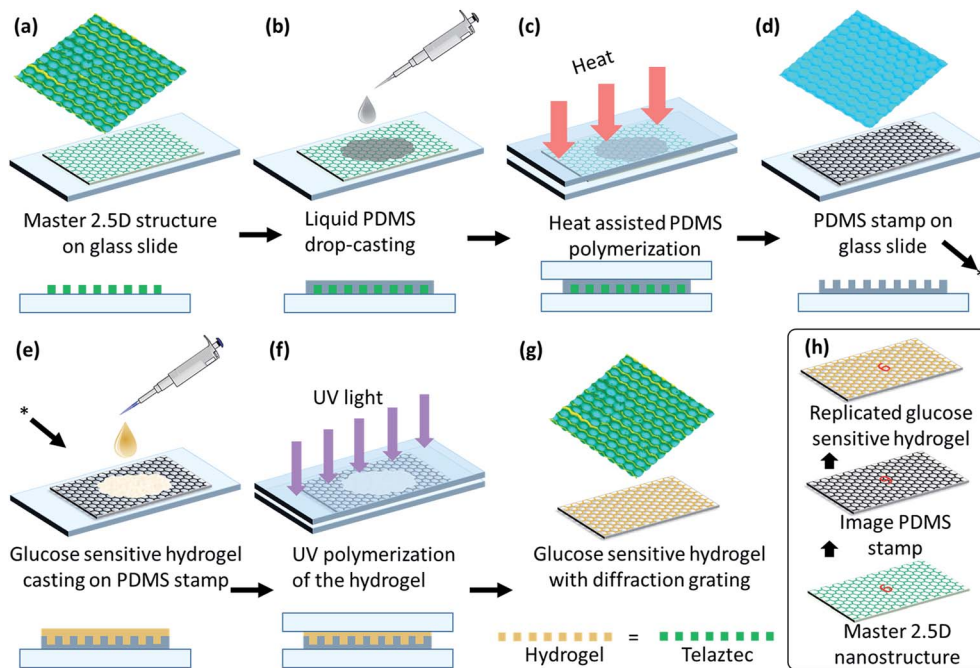 (a)
Master 2.5D structure
on glass slide
(b)
Liquid PDMS
drop-casting
(c)
Heat
Heat assisted PDMS
polymerization
(d)
PDMS stamp on
glass slide
*
(e)
*
Glucose sensitive hydrogel
casting on PDMS stamp
(f)
UV light
UV polymerization
of the hydrogel
(g)
Glucose sensitive hydrogel
with diffraction grating
=
Hydrogel
Telaztec
(h)
6
Replicated glucose
sensitive hydrogel
Image PDMS
stamp
6
Master 2.5D
nanostructure